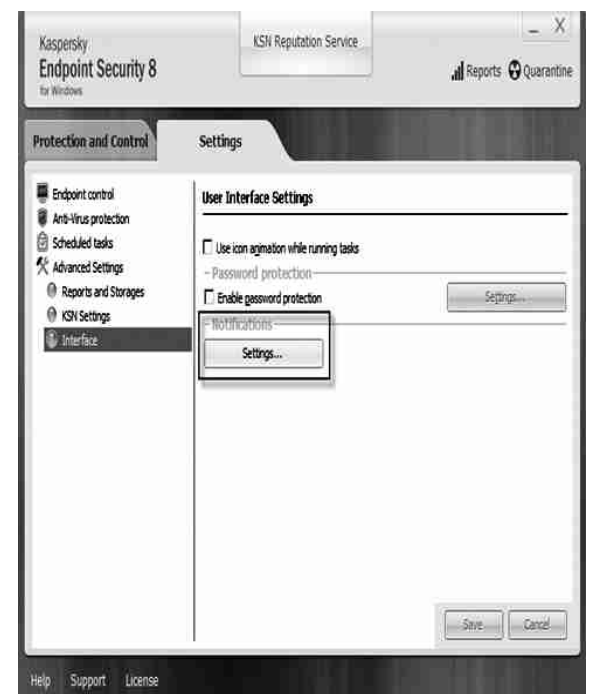 Kaspersky
Endpoint Security 8
for Windows
KSN Reputation Service
Reports
Quarantine
Protection and Control
Settings
Endpoint control
Anti-Virus protection
Scheduled tasks
Advanced Settings
Reports and Storages
KSN Settings
Interface
User Interface Settings
Use icon animation while running tasks
Password protection
Enable password protection
Settings...
Notifications
Settings...
Save
Cancel
Help
Support
License